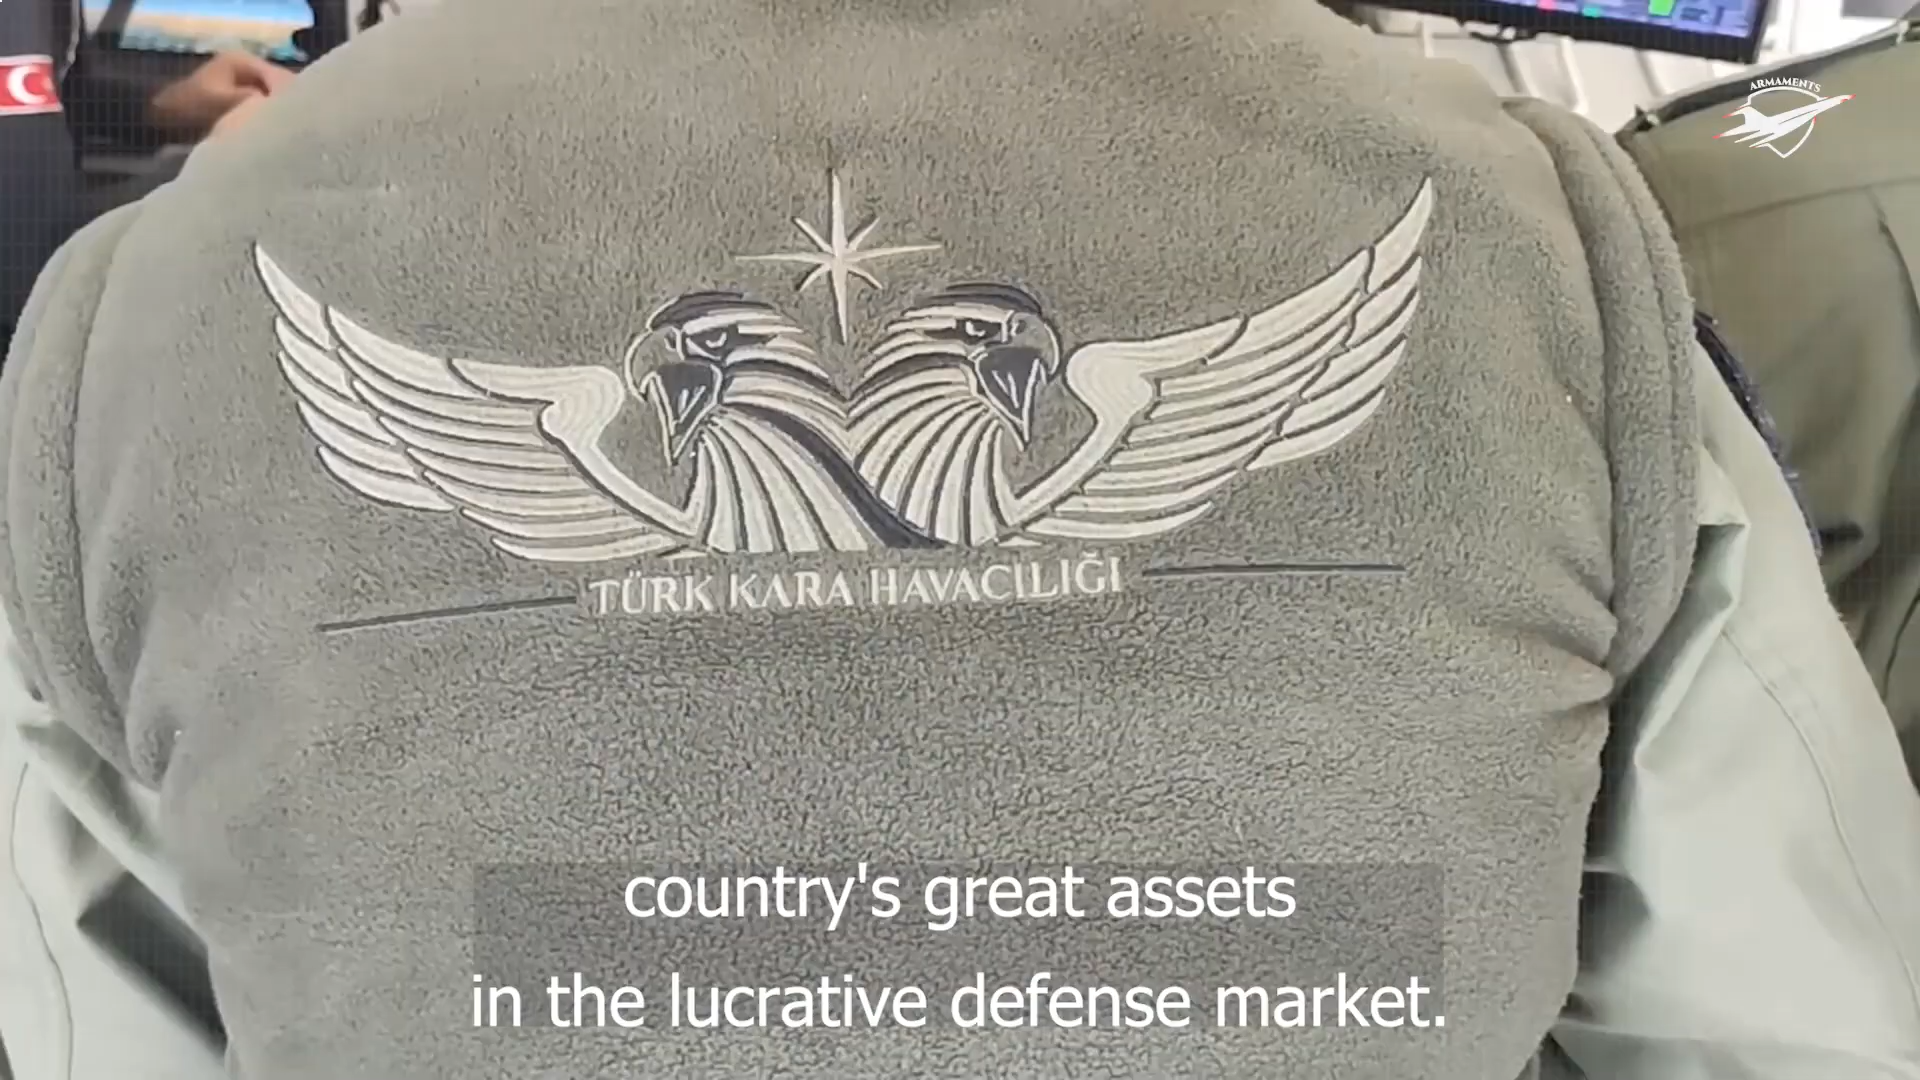 ARMAMENTS
TÜRK KARA HAVACILIĞI
country's great assets
in the lucrative defense market.